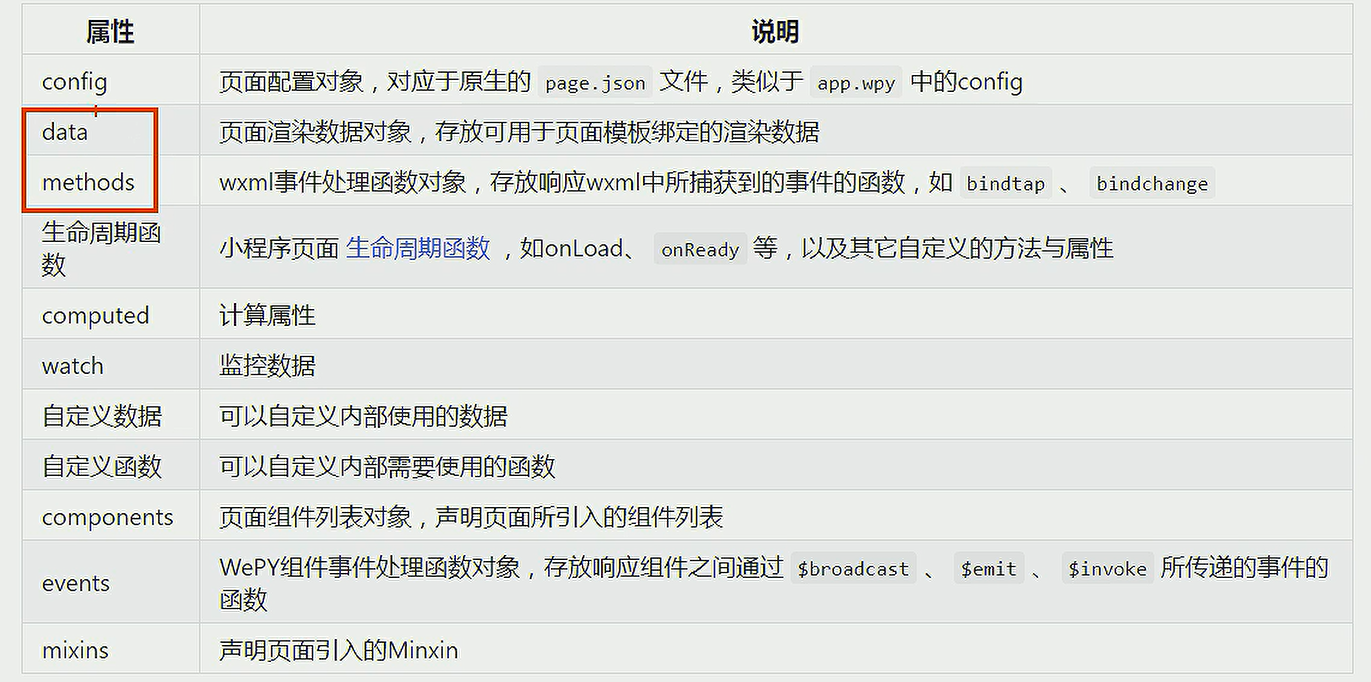 属性 说明
config 页面配置对象，对应于原生的 page.json 文件，类似于 app.wpy 中的config
data 页面渲染数据对象，存放可用于页面模板绑定的渲染数据
methods wxml事件处理函数对象，存放响应wxml中所捕获到的事件的函数，如 bindtap 、 bindchange
生命周期函
数
小程序页面 生命周期函数 ，如onLoad、 onReady 等，以及其它自定义的方法与属性
computed 计算属性
watch 监控数据
自定义数据 可以自定义内部使用的数据
自定义函数 可以自定义内部需要使用的函数
components 页面组件列表对象，声明页面所引入的组件列表
events WePY组件事件处理函数对象，存放响应组件之间通过 $broadcast 、 $emit 、 $invoke 所传递的事件的
函数
mixins 声明页面引入的Minxin